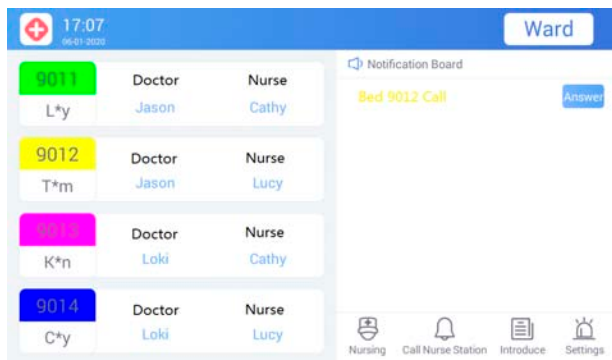 17:07
06-01-2020
Ward
9011
Doctor
Nurse
L*y
Jason
Cathy
9012
Doctor
Nurse
T*m
Jason
Lucy
9013
Doctor
Nurse
K*n
Loki
Cathy
9014
Doctor
Nurse
C*y
Loki
Lucy
Notification Board
Bed 9012 Call
Answer
Nursing
Call Nurse Station
Introduce
Settings